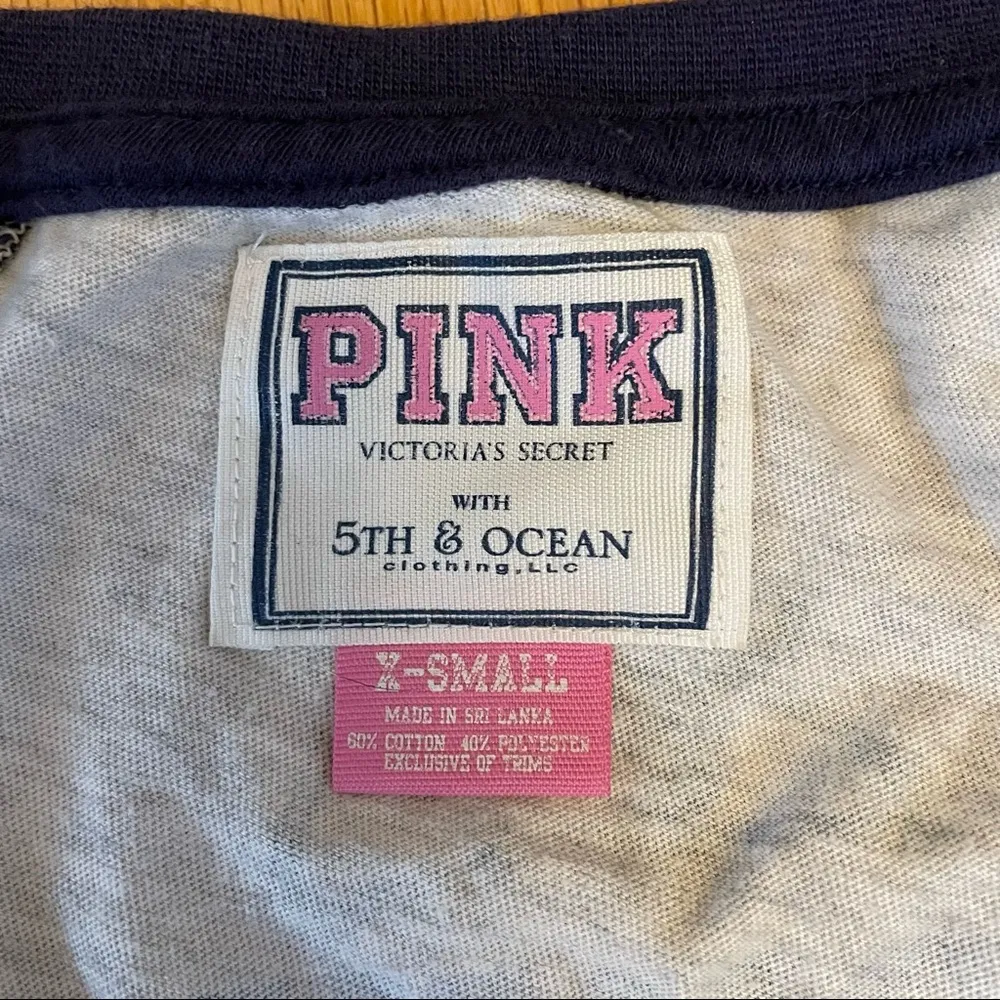 PINK
VICTORIA'S SECRET
WITH
5TH & OCEAN
clothing, LLC
X-SMALL
MADE IN SRI LANKA
60% COTTON 40% POLYESTER
EXCLUSIVE OF TRIMS